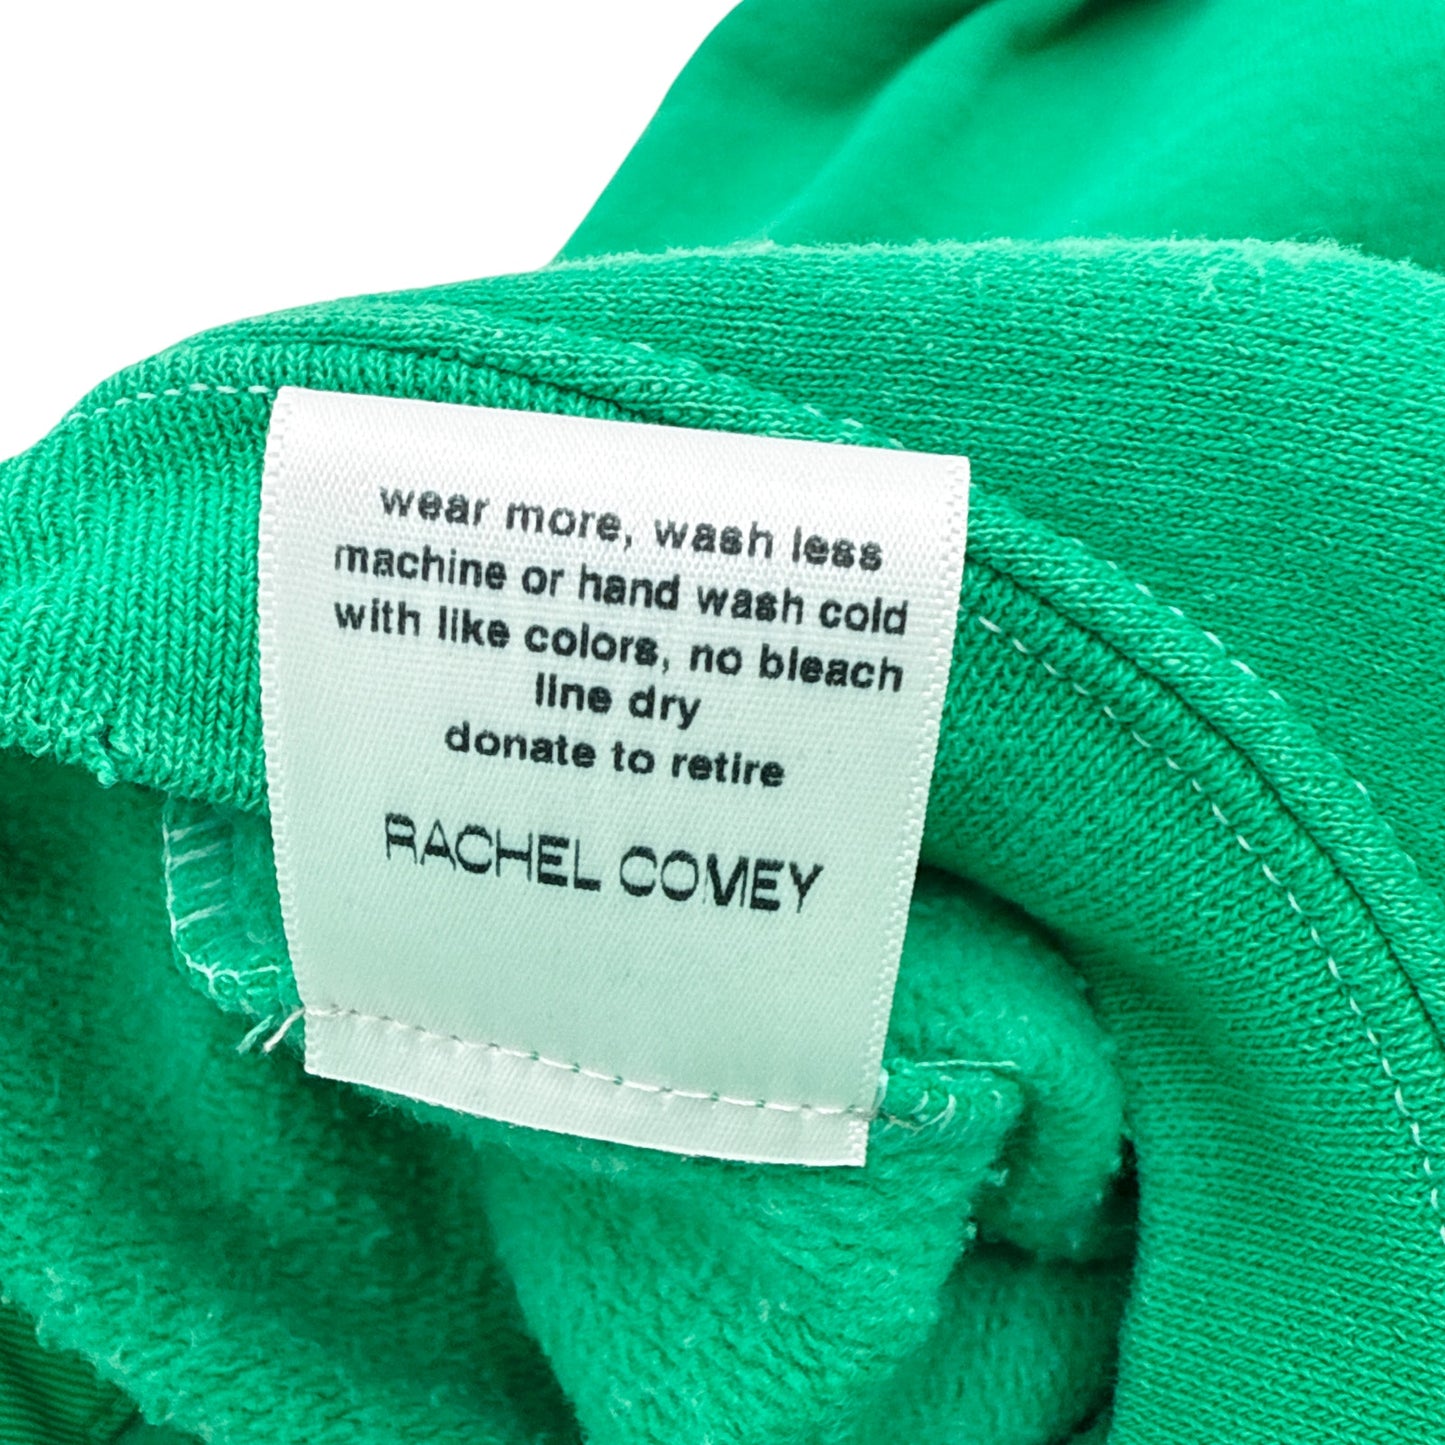 wear more, wash less
machine or hand wash cold
with like colors, no bleach
line dry
donate to retire
RACHEL COMEY